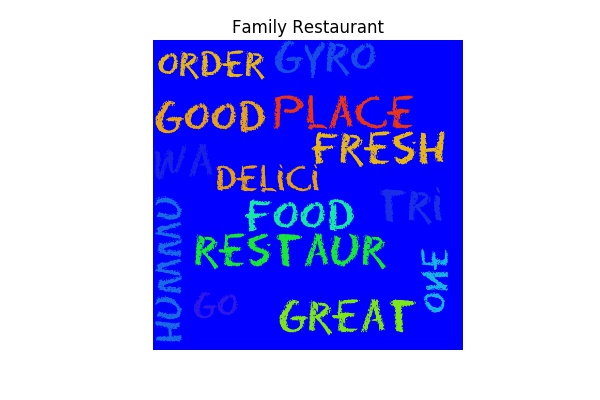 Family Restaurant
ORDER GYRO
GOOD PLACE
FRESH
WA
DELICI
TRI
FOOD
HUMMU
RESTAUR
ONE
GO
GREAT